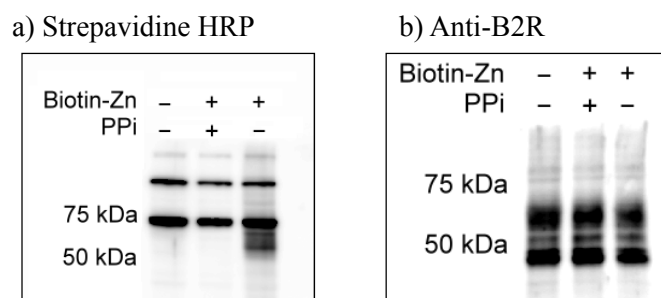 a) Strepavidine HRP
Biotin-Zn – + +
PPi – + –
75 kDa
50 kDa
b) Anti-B2R
Biotin-Zn – + +
PPi – + –
75 kDa
50 kDa